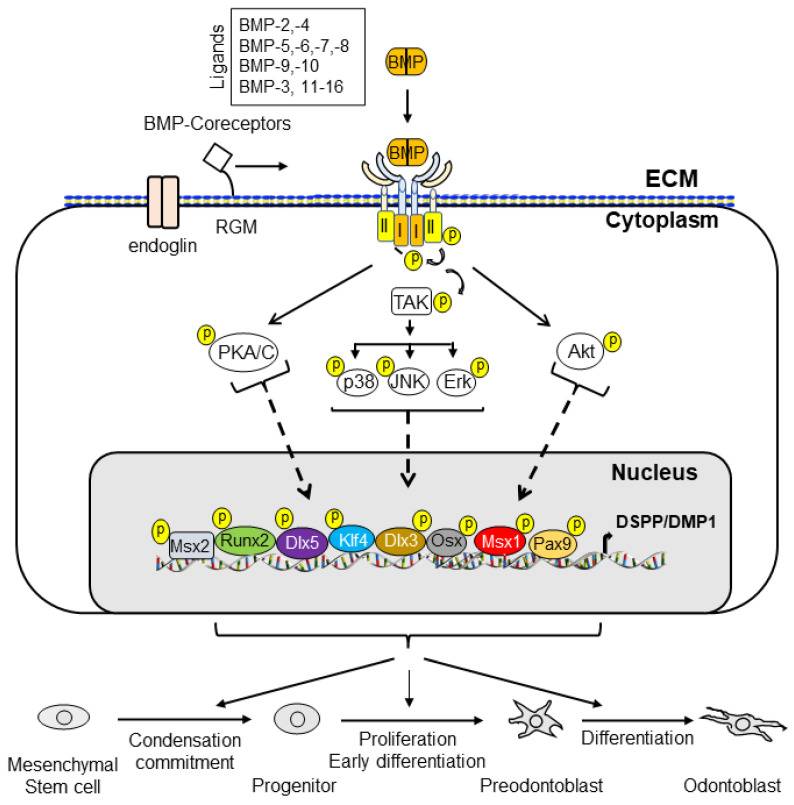 Ligands
BMP-2,-4
BMP-5,-6,-7,-8
BMP-9,-10
BMP-3, 11-16
BMP
BMP-Coreceptors
BMP
ECM
Cytoplasm
endoglin
RGM
II
I
I
II
P
P
TAK
P
P
PKA/C
Akt
P
P
p38
P
JNK
Erk
P
Nucleus
P
Msx2
P
Runx2
P
Dlx5
P
Klf4
Dlx3
P
Osx
P
Msx1
P
Pax9
P
DSPP/DMP1
Mesenchymal
Stem cell
Condensation
commitment
Progenitor
Proliferation
Early differentiation
Preodontoblast
Differentiation
Odontoblast